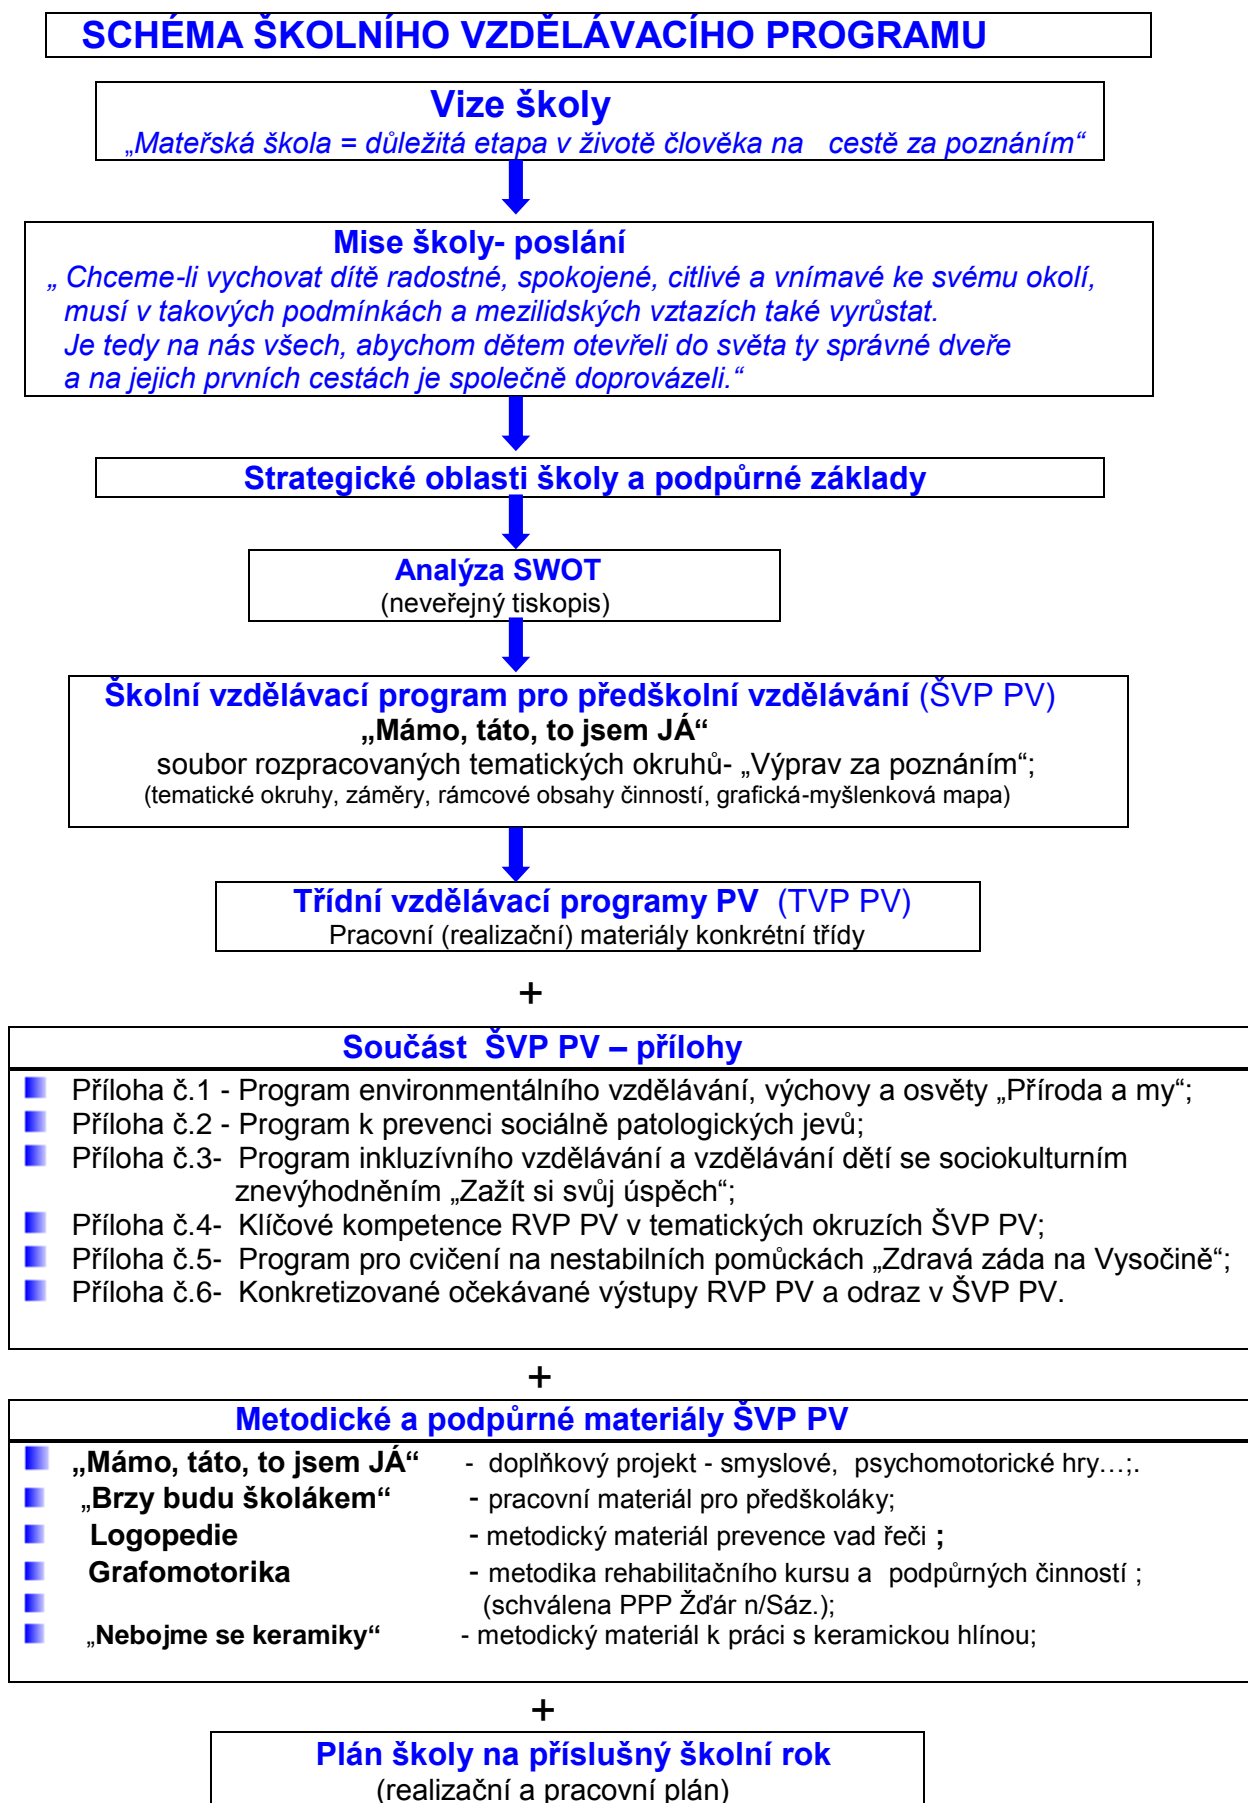 SCHÉMA ŠKOLNÍHO VZDĚLÁVACÍHO PROGRAMU
Vize školy
„Mateřská škola = důležitá etapa v životě člověka na cestě za poznáním“
Mise školy- poslání
„ Chceme-li vychovat dítě radostné, spokojené, citlivé a vnímavé ke svému okolí,
musí v takových podmínkách a mezilidských vztazích také vyrůstat.
Je tedy na nás všech, abychom dětem otevřeli do světa ty správné dveře
a na jejich prvních cestách je společně doprovázeli.“
Strategické oblasti školy a podpůrné základy
Analýza SWOT
(neveřejný tiskopis)
Školní vzdělávací program pro předškolní vzdělávání (ŠVP PV)
„Mámo, táto, to jsem JÁ“
soubor rozpracovaných tematických okruhů- „Výprav za poznáním“;
(tematické okruhy, záměry, rámcové obsahy činností, grafická-myšlenková mapa)
Třídní vzdělávací programy PV (TVP PV)
Pracovní (realizační) materiály konkrétní třídy
+
Součást ŠVP PV – přílohy
Příloha č.1 - Program environmentálního vzdělávání, výchovy a osvěty „Příroda a my“;
Příloha č.2 - Program k prevenci sociálně patologických jevů;
Příloha č.3- Program inkluzívního vzdělávání a vzdělávání dětí se sociokulturním
znevýhodněním „Zažít si svůj úspěch“;
Příloha č.4- Klíčové kompetence RVP PV v tematických okruzích ŠVP PV;
Příloha č.5- Program pro cvičení na nestabilních pomůckách „Zdravá záda na Vysočině“;
Příloha č.6- Konkretizované očekávané výstupy RVP PV a odraz v ŠVP PV.
+
Metodické a podpůrné materiály ŠVP PV
„Mámo, táto, to jsem JÁ“ - doplňkový projekt - smyslové, psychomotorické hry…;.
„Brzy budu školákem“ - pracovní materiál pro předškoláky;
Logopedie - metodický materiál prevence vad řeči ;
Grafomotorika - metodika rehabilitačního kursu a podpůrných činností ;
(schválena PPP Žďár n/Sáz.);
„Nebojme se keramiky“ - metodický materiál k práci s keramickou hlínou;
+
Plán školy na příslušný školní rok
(realizační a pracovní plán)